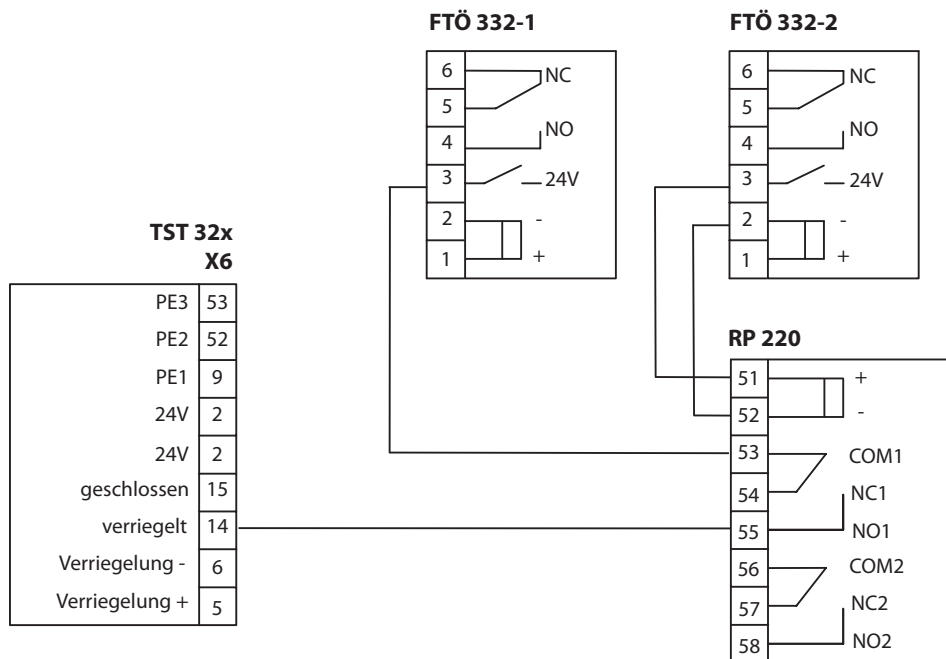 FTÖ 332-1
6
NC
5
4
NO
3
24V
2
-
1
+
FTÖ 332-2
6
NC
5
4
NO
3
24V
2
-
1
+
TST 32x
X6
PE3 53
PE2 52
PE1 9
24V 2
24V 2
geschlossen 15
verriegelt 14
Verriegelung - 6
Verriegelung + 5
RP 220
51 +
52 -
53 COM1
54 NC1
55 NO1
56 COM2
57 NC2
58 NO2